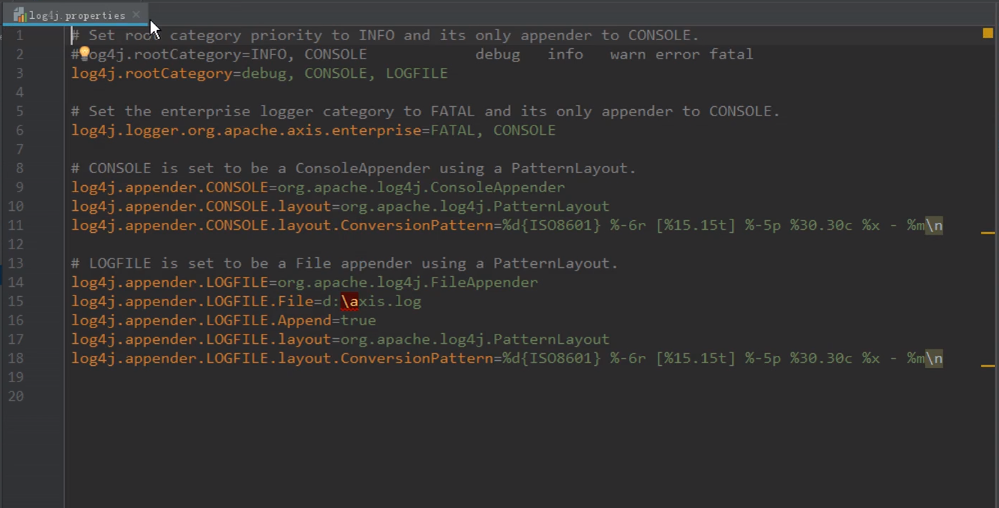 log4j.properties
1 # Set root category priority to INFO and its only appender to CONSOLE.
2 #log4j.rootCategory=INFO, CONSOLE            debug   info   warn error fatal
3 log4j.rootCategory=debug, CONSOLE, LOGFILE
4
5 # Set the enterprise logger category to FATAL and its only appender to CONSOLE.
6 log4j.logger.org.apache.axis.enterprise=FATAL, CONSOLE
7
8 # CONSOLE is set to be a ConsoleAppender using a PatternLayout.
9 log4j.appender.CONSOLE=org.apache.log4j.ConsoleAppender
10 log4j.appender.CONSOLE.layout=org.apache.log4j.PatternLayout
11 log4j.appender.CONSOLE.layout.ConversionPattern=%d{ISO8601} %-6r [%15.15t] %-5p %30.30c %x - %m\n
12
13 # LOGFILE is set to be a File appender using a PatternLayout.
14 log4j.appender.LOGFILE=org.apache.log4j.FileAppender
15 log4j.appender.LOGFILE.File=d:\axis.log
16 log4j.appender.LOGFILE.Append=true
17 log4j.appender.LOGFILE.layout=org.apache.log4j.PatternLayout
18 log4j.appender.LOGFILE.layout.ConversionPattern=%d{ISO8601} %-6r [%15.15t] %-5p %30.30c %x - %m\n
19
20